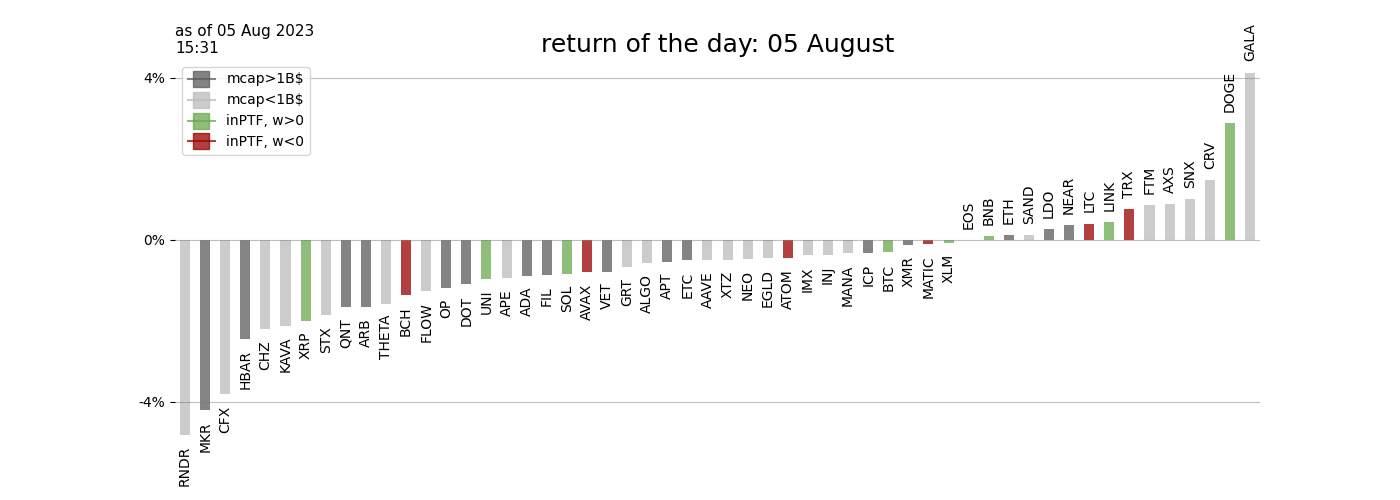 as of 05 Aug 2023
15:31
return of the day: 05 August
mcap>1B$
mcap<1B$
inPTF, w>0
inPTF, w<0
4%
0%
-4%
RNDR
MKR
CFX
HBAR
CHZ
KAVA
XRP
STX
QNT
ARB
THETA
BCH
FLOW
OP
DOT
UNI
APE
ADA
FIL
SOL
AVAX
VET
GRT
ALGO
APT
ETC
AAVE
XTZ
NEO
EGLD
ATOM
IMX
INJ
MANA
ICP
BTC
XMR
MATIC
XLM
EOS
BNB
ETH
SAND
LDO
NEAR
LTC
LINK
TRX
FTM
AXS
SNX
CRV
DOGE
GALA